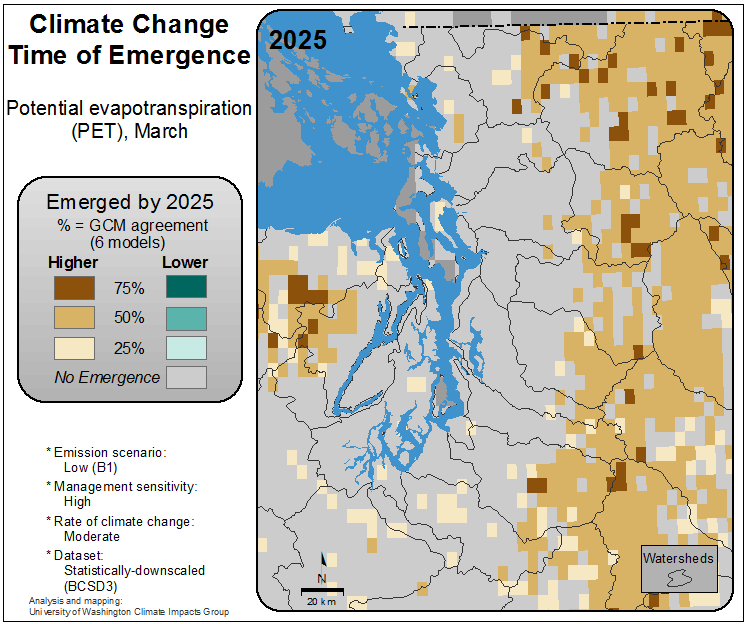 Climate Change
Time of Emergence
Potential evapotranspiration
(PET), March
Emerged by 2025
% = GCM agreement
(6 models)
Higher Lower
75%
50%
25%
No Emergence
* Emission scenario:
Low (B1)
* Management sensitivity:
High
* Rate of climate change:
Moderate
* Dataset:
Statistically-downscaled
(BCSD3)
Analysis and mapping:
University of Washington Climate Impacts Group
2025
N
20 km
Watersheds